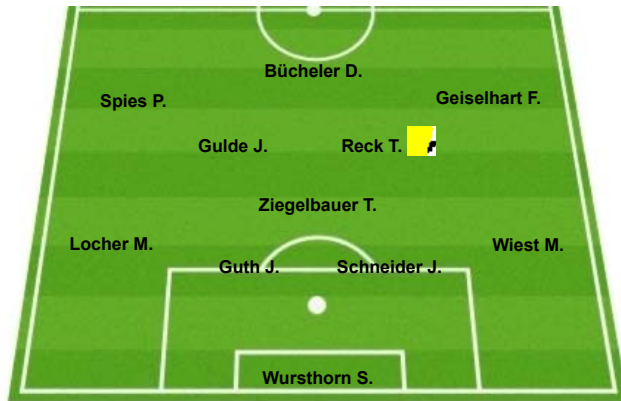 Bücheler D.
Spies P.
Geiselhart F.
Gulde J.
Reck T.
Ziegelbauer T.
Locher M.
Wiest M.
Guth J.
Schneider J.
Wursthorn S.